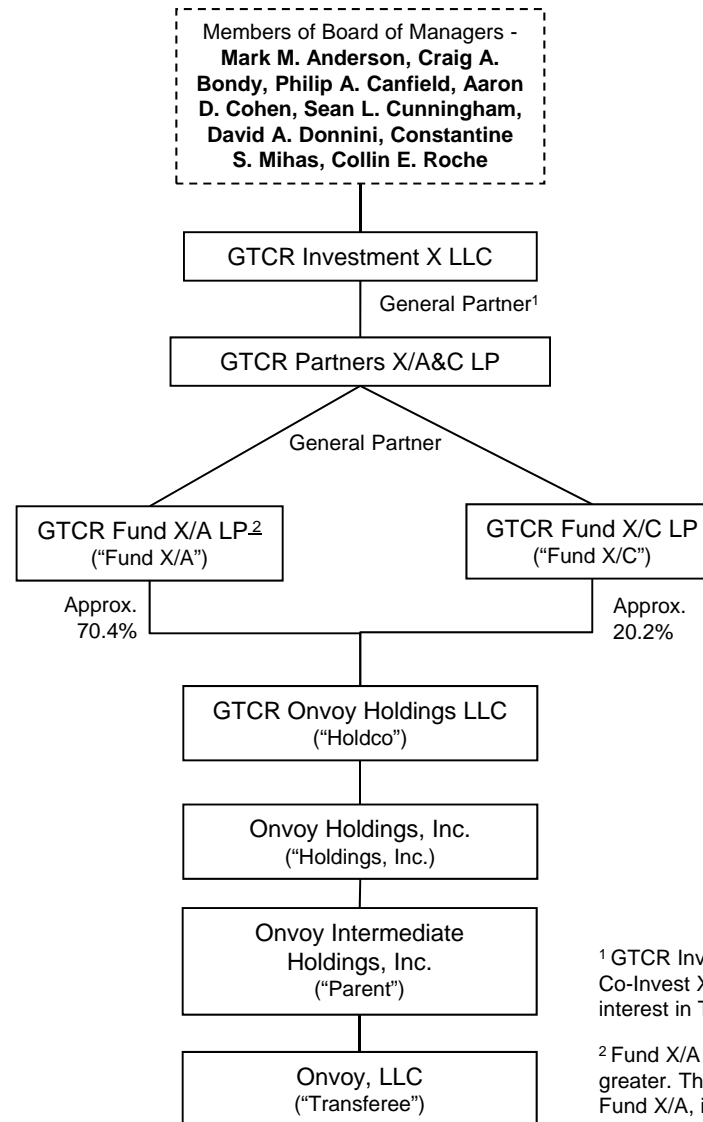 Members of Board of Managers -
Mark M. Anderson, Craig A.
Bondy, Philip A. Canfield, Aaron
D. Cohen, Sean L. Cunningham,
David A. Donnini, Constantine
S. Mihas, Collin E. Roche
GTCR Investment X LLC
General Partner¹
GTCR Partners X/A&C LP
General Partner
GTCR Fund X/A LP²
(“Fund X/A”)
GTCR Fund X/C LP
(“Fund X/C”)
Approx.
70.4%
Approx.
20.2%
GTCR Onvoy Holdings LLC
(“Holdco”)
Onvoy Holdings, Inc.
(“Holdings, Inc.)
Onvoy Intermediate
Holdings, Inc.
(“Parent”)
¹ GTCR Inv
Co-Invest X
interest in T
² Fund X/A
greater. Th
Fund X/A, i
Onvoy, LLC
(“Transferee”)